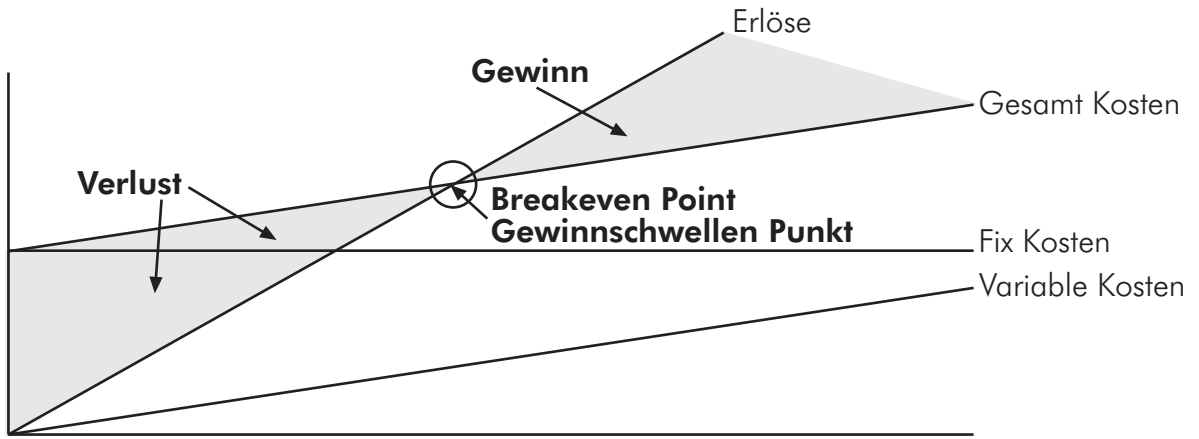 Erlöse
Gewinn
Gesamt Kosten
Verlust
Breakeven Point
Gewinnschwellen Punkt
Fix Kosten
Variable Kosten